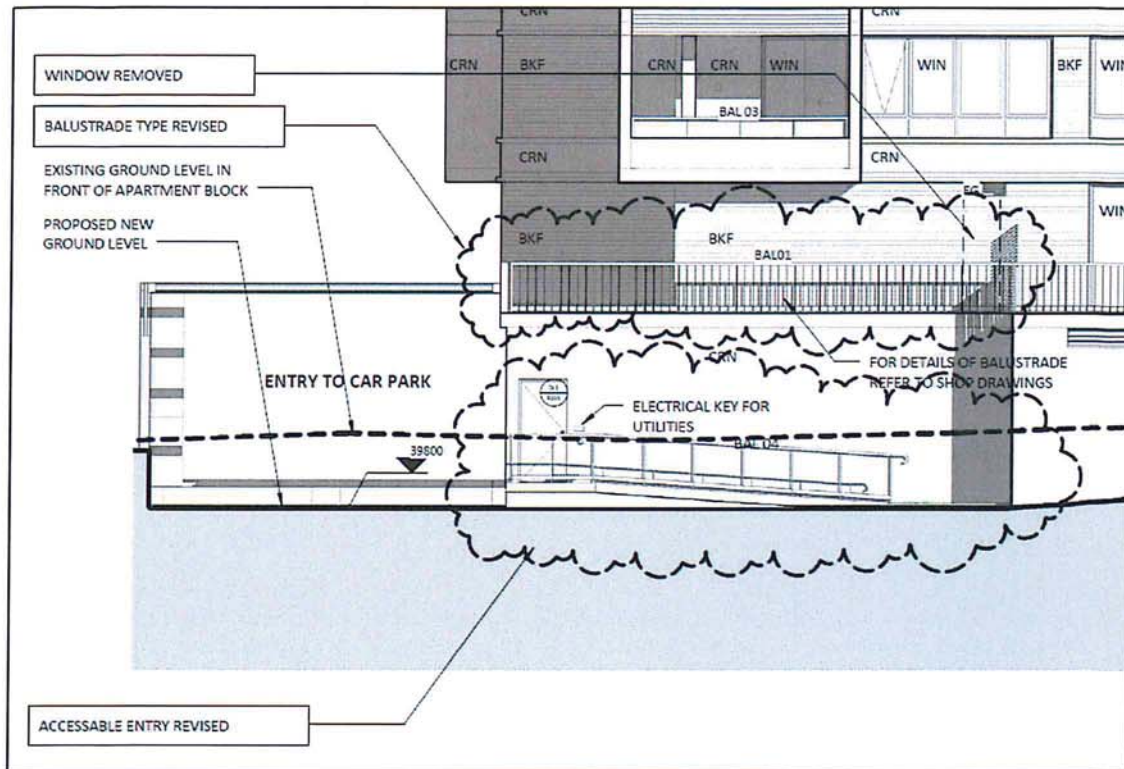 CRN
CRN
WINDOW REMOVED
CRN
BKF
CRN
CRN
WIN
WIN
BKF
WIN
BAL 03
BALUSTRADE TYPE REVISED
EXISTING GROUND LEVEL IN
FRONT OF APARTMENT BLOCK
CRN
CRN
PROPOSED NEW
GROUND LEVEL
WIN
BKF
BKF
BAL01
FOR DETAILS OF BALUSTRADE
REFER TO SHOP DRAWINGS
CRN
ENTRY TO CAR PARK
ELECTRICAL KEY FOR
UTILITIES
BAL 04
39800
ACCESSABLE ENTRY REVISED